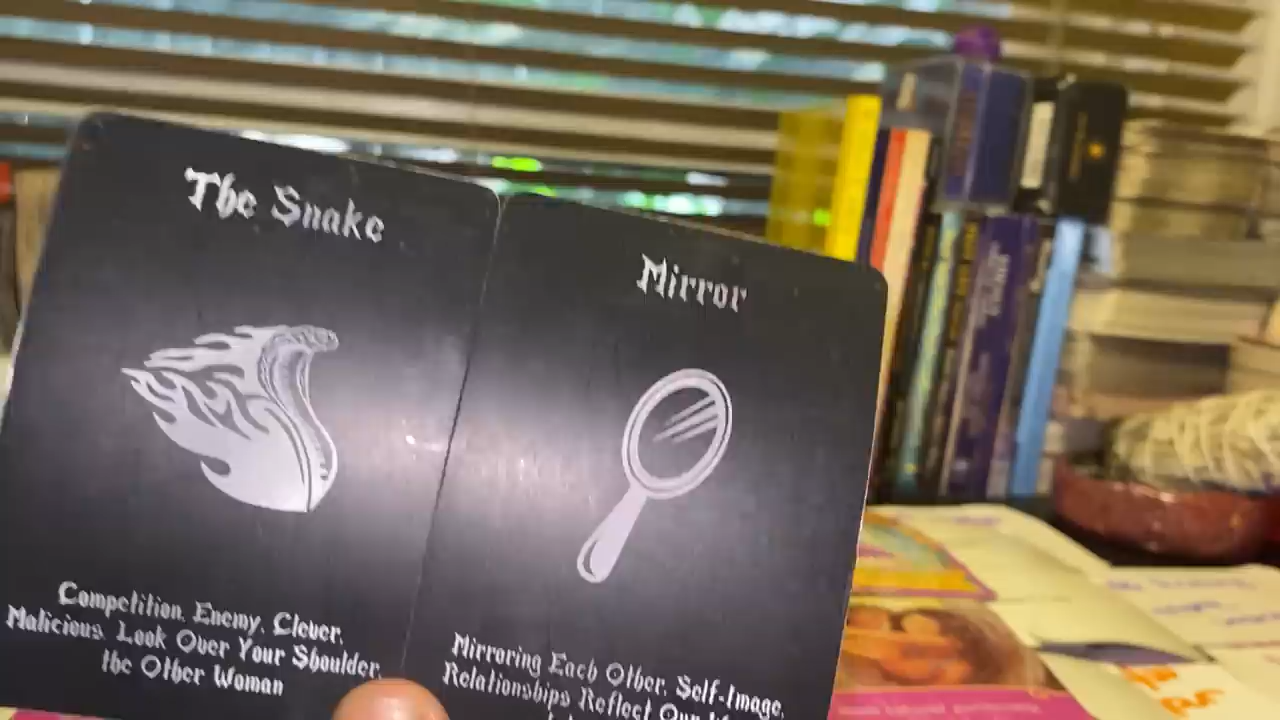 The Snake
Competition, Enemy, Clever,
Malicious, Look Over Your Shoulder,
the Other Woman
Mirror
Mirroring Each Other, Self-Image,
Relationships Reflect Our